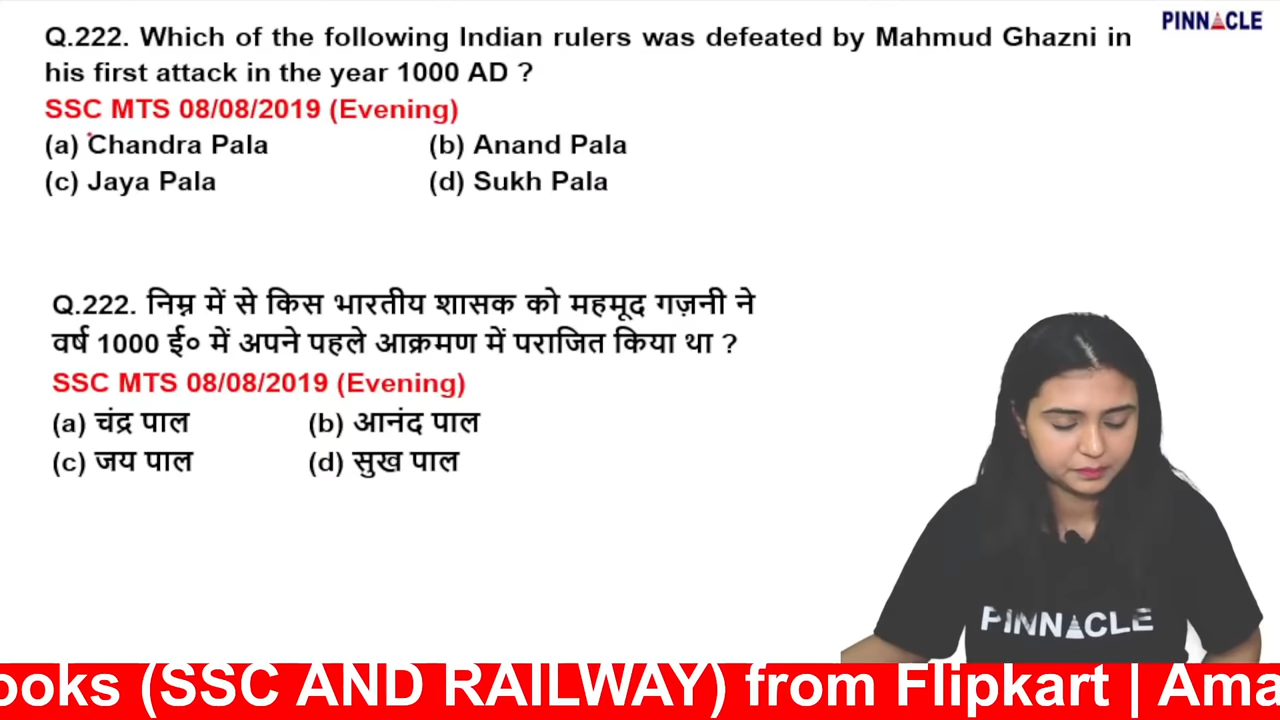 PINNACLE
Q.222. Which of the following Indian rulers was defeated by Mahmud Ghazni in
his first attack in the year 1000 AD ?
SSC MTS 08/08/2019 (Evening)
(a) Chandra Pala (b) Anand Pala
(c) Jaya Pala (d) Sukh Pala
Q.222. निम्न में से किस भारतीय शासक को महमूद गज़नी ने
वर्ष 1000 ई० में अपने पहले आक्रमण में पराजित किया था ?
SSC MTS 08/08/2019 (Evening)
(a) चंद्र पाल (b) आनंद पाल
(c) जय पाल (d) सुख पाल
PINNACLE
ooks (SSC AND RAILWAY) from Flipkart | Ama